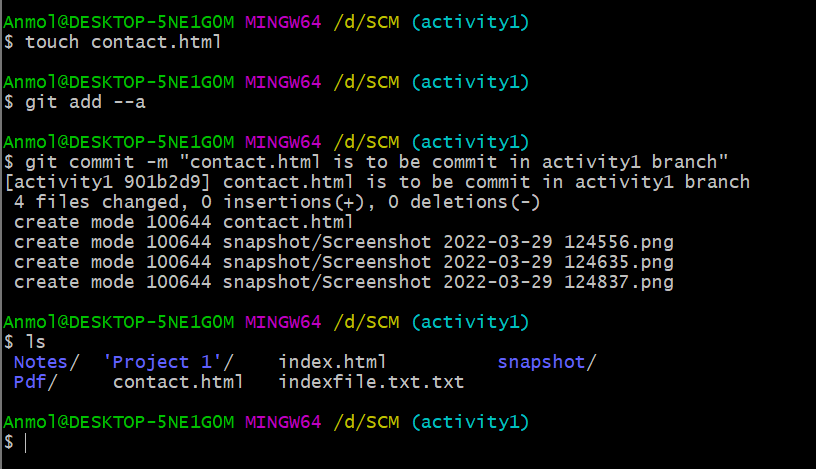 Anmol@DESKTOP-5NE1G0M MINGW64 /d/SCM (activity1)
$ touch contact.html
Anmol@DESKTOP-5NE1G0M MINGW64 /d/SCM (activity1)
$ git add --a
Anmol@DESKTOP-5NE1G0M MINGW64 /d/SCM (activity1)
$ git commit -m "contact.html is to be commit in activity1 branch"
[activity1 901b2d9] contact.html is to be commit in activity1 branch
 4 files changed, 0 insertions(+), 0 deletions(-)
 create mode 100644 contact.html
 create mode 100644 snapshot/Screenshot 2022-03-29 124556.png
 create mode 100644 snapshot/Screenshot 2022-03-29 124635.png
 create mode 100644 snapshot/Screenshot 2022-03-29 124837.png
Anmol@DESKTOP-5NE1G0M MINGW64 /d/SCM (activity1)
$ ls
 Notes/  'Project 1'/    index.html          snapshot/
 Pdf/     contact.html   indexfile.txt.txt
Anmol@DESKTOP-5NE1G0M MINGW64 /d/SCM (activity1)
$